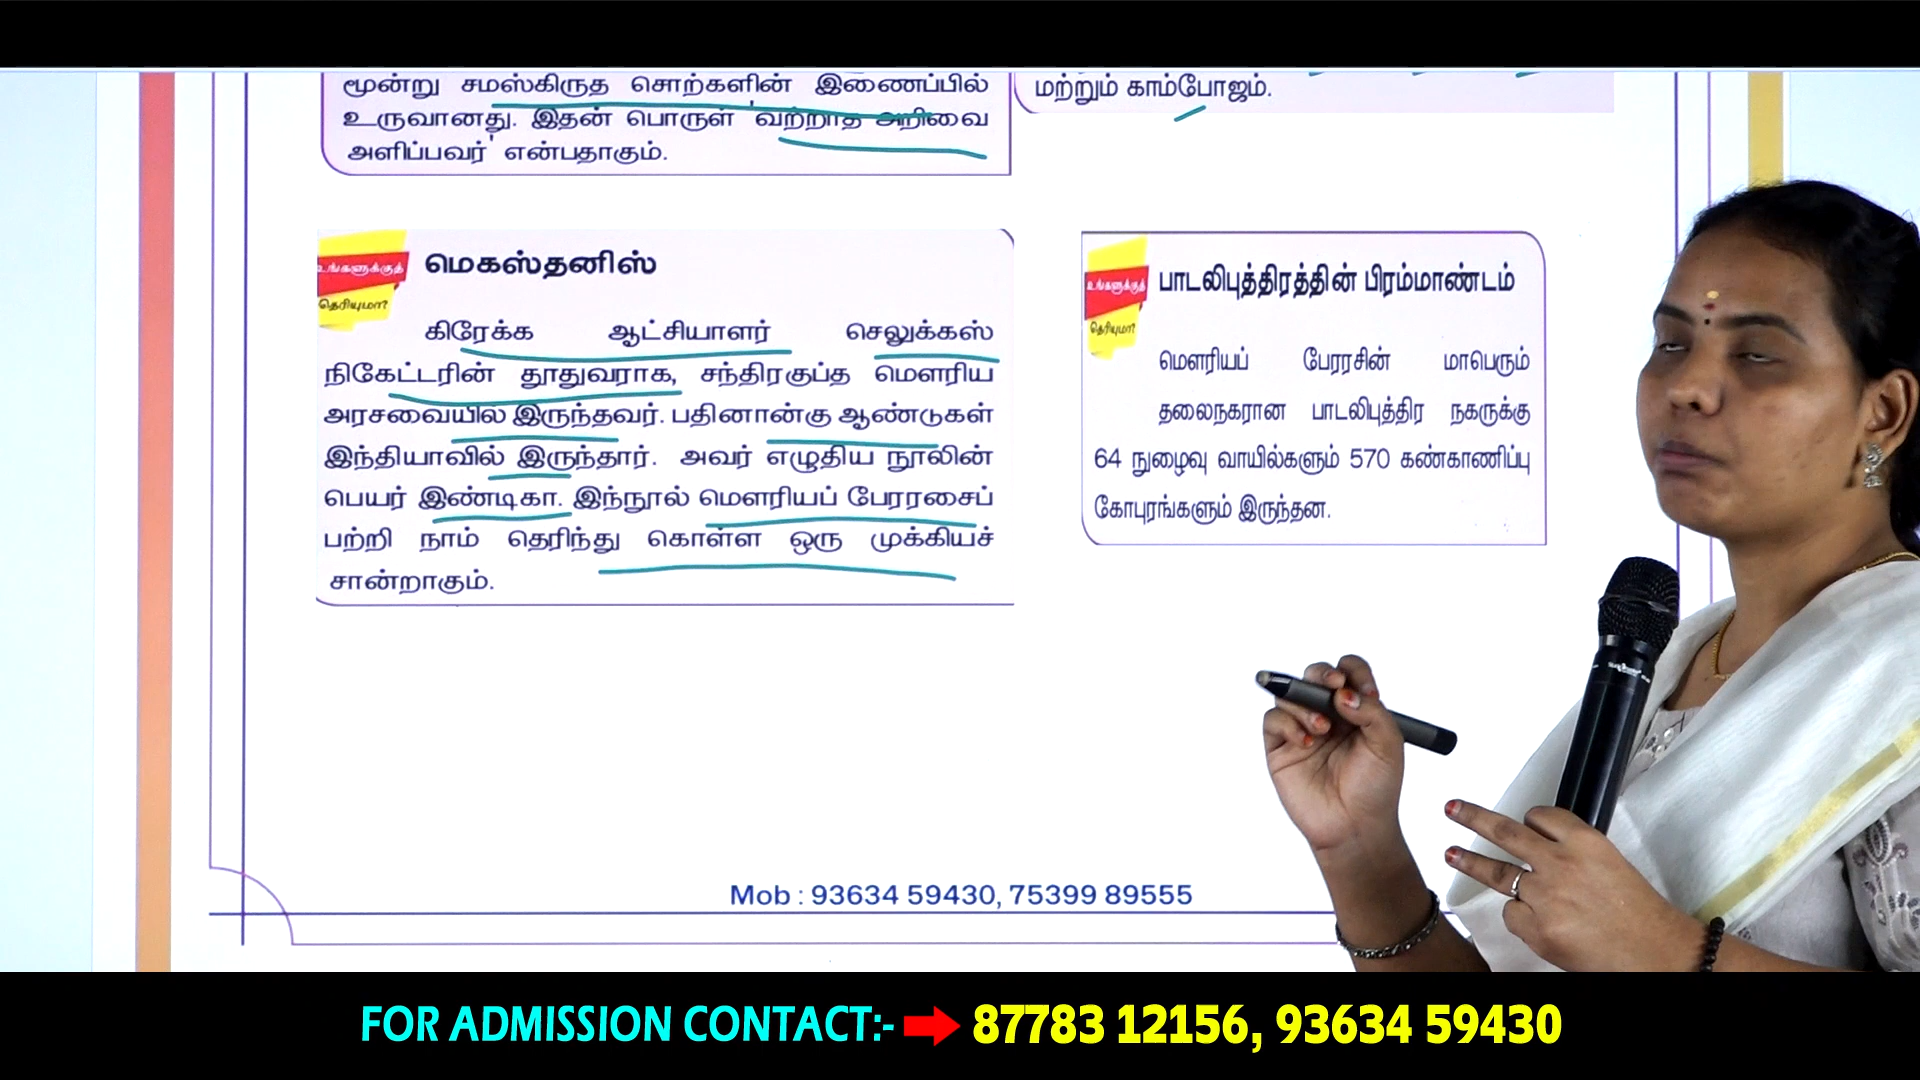 மூன்று சமஸ்கிருத சொற்களின் இணைப்பில்
உருவானது. இதன் பொருள் 'வற்றாத அறிவை
அளிப்பவர்' என்பதாகும்.
மற்றும் காம்போஜம்.
உங்களுக்குத்
தெரியுமா?
மெகஸ்தனிஸ்
கிரேக்க ஆட்சியாளர் செலுக்கஸ்
நிகேட்டரின் தூதுவராக, சந்திரகுப்த மௌரிய
அரசவையில் இருந்தவர். பதினான்கு ஆண்டுகள்
இந்தியாவில் இருந்தார். அவர் எழுதிய நூலின்
பெயர் இண்டிகா. இந்நூல் மௌரியப் பேரரசைப்
பற்றி நாம் தெரிந்து கொள்ள ஒரு முக்கியச்
சான்றாகும்.
உங்களுக்குத்
தெரியுமா?
பாடலிபுத்திரத்தின் பிரம்மாண்டம்
மௌரியப் பேரரசின் மாபெரும்
தலைநகரான பாடலிபுத்திர நகருக்கு
64 நுழைவு வாயில்களும் 570 கண்காணிப்பு
கோபுரங்களும் இருந்தன.
Mob : 93634 59430, 75399 89555
FOR ADMISSION CONTACT:- 87783 12156, 93634 59430